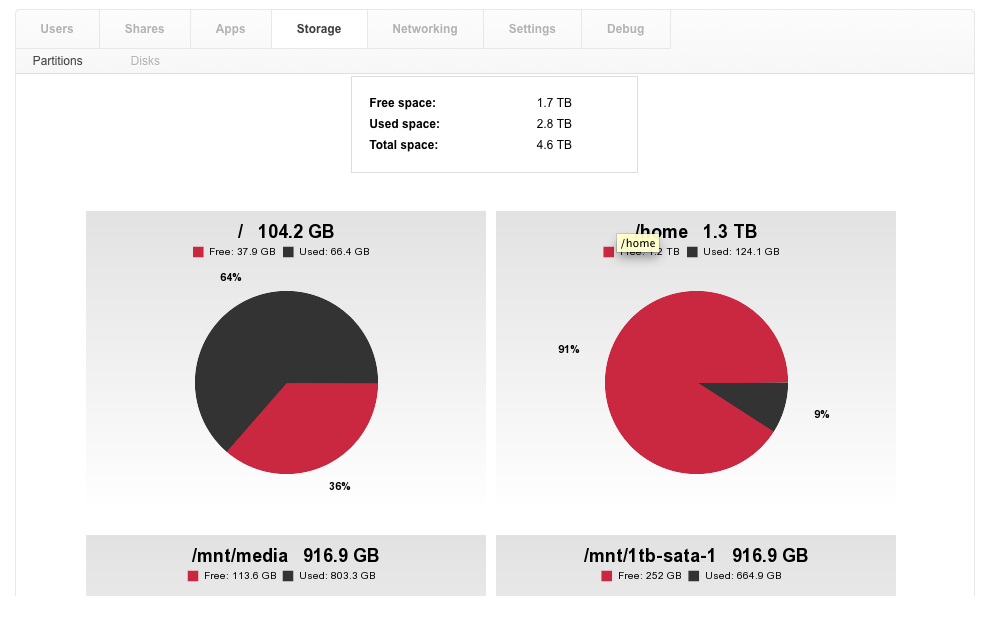 Users Shares Apps Storage Networking Settings Debug
Partitions Disks
Free space: 1.7 TB
Used space: 2.8 TB
Total space: 4.6 TB
/ 104.2 GB
Free: 37.9 GB Used: 66.4 GB
64%
36%
/home 1.3 TB
/home
Free: 1.2 TB Used: 124.1 GB
91%
9%
/mnt/media 916.9 GB
Free: 113.6 GB Used: 803.3 GB
/mnt/1tb-sata-1 916.9 GB
Free: 252 GB Used: 664.9 GB